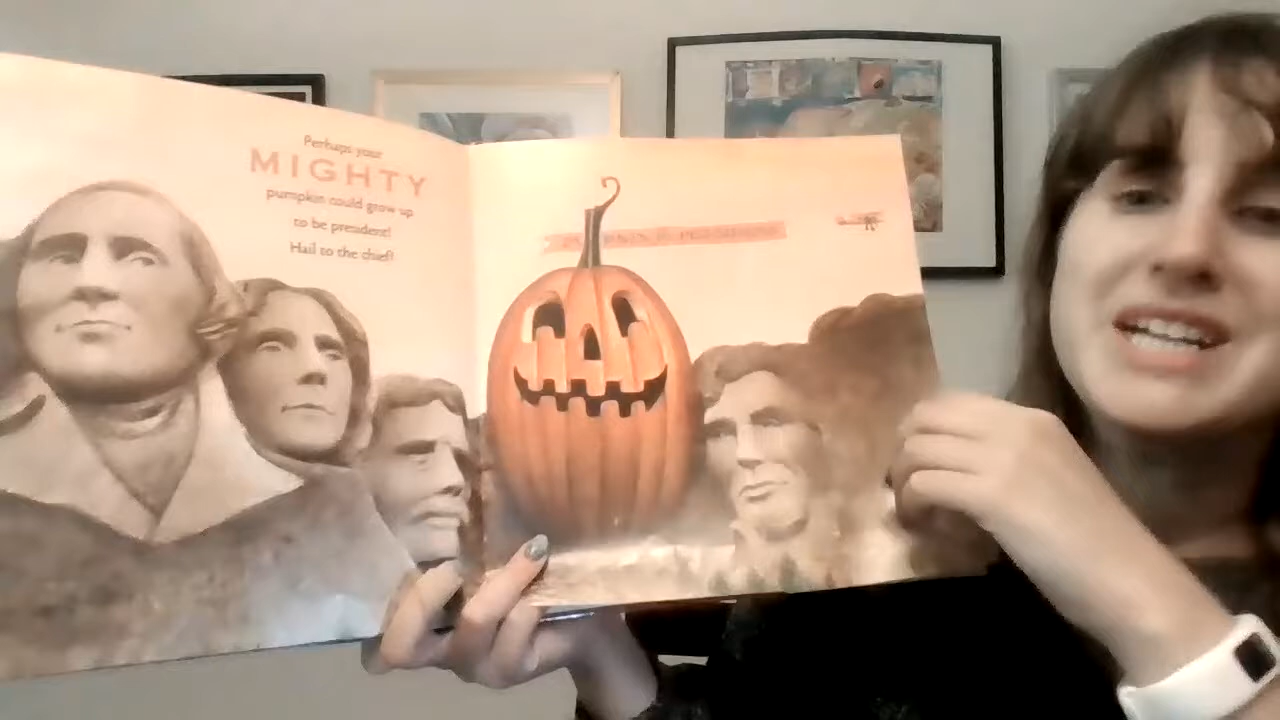 Perhaps your
MIGHTY
pumpkin could grow up
to be president!
Hail to the chief!